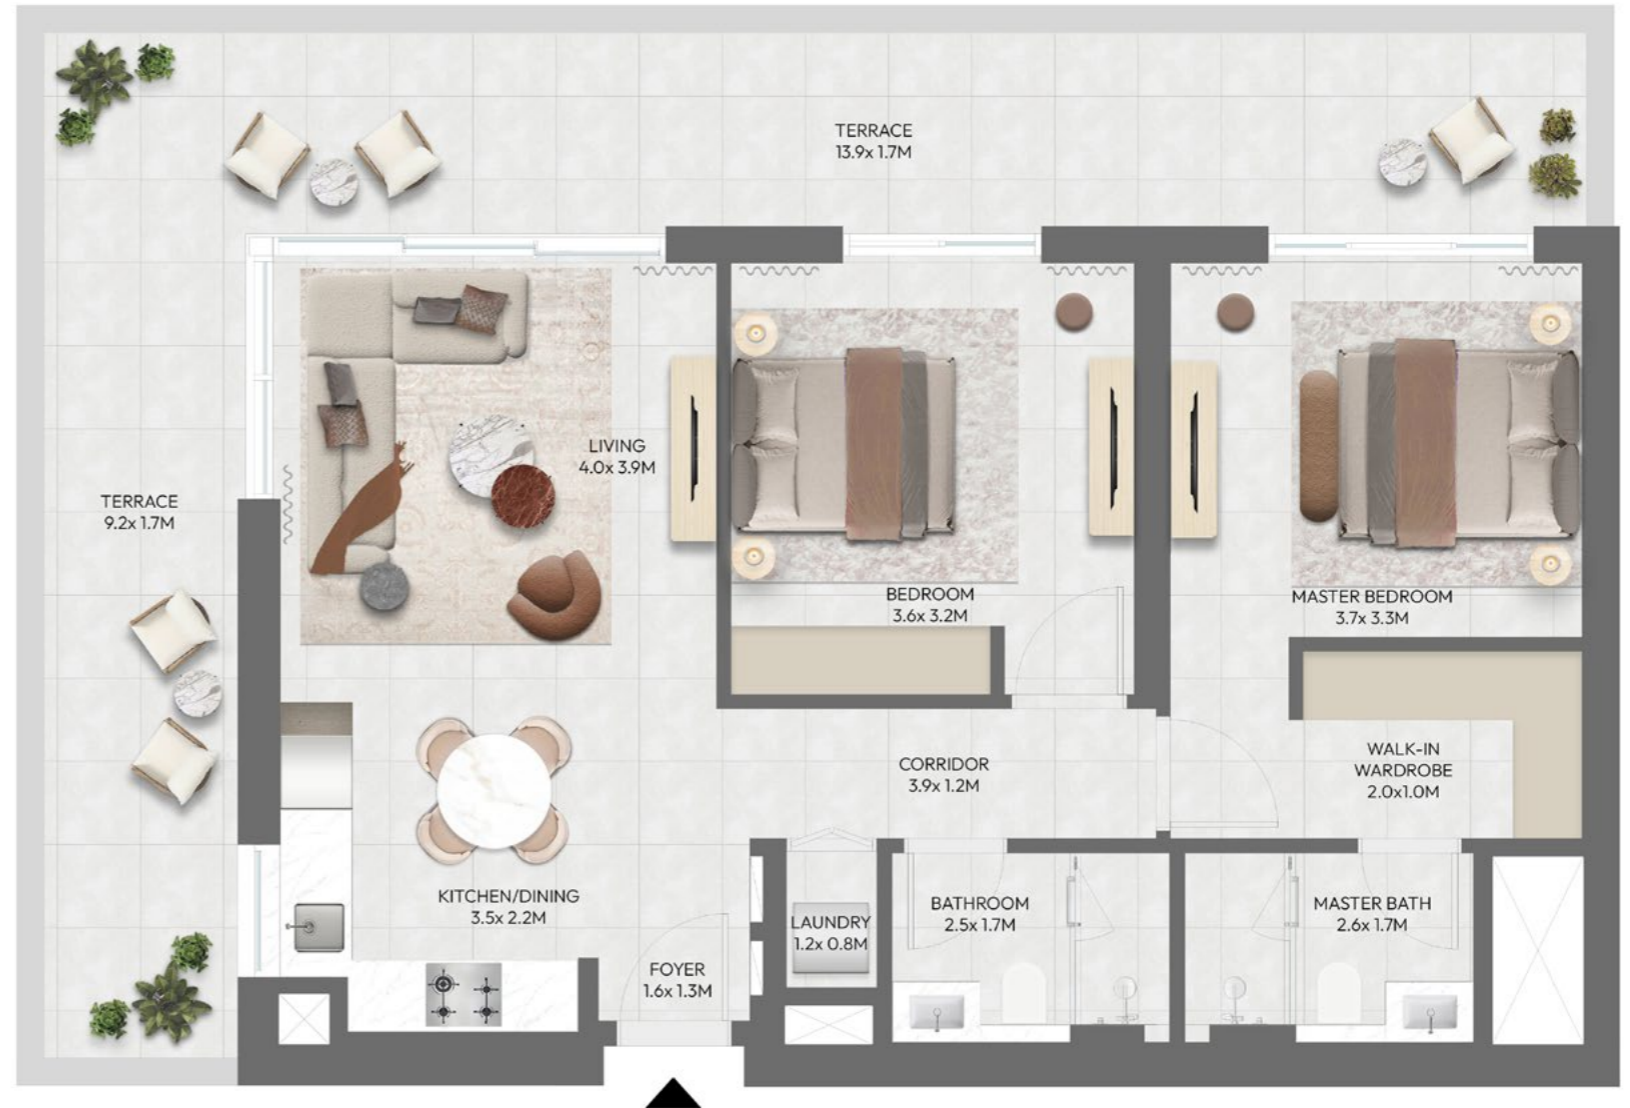 TERRACE
13.9x 1.7M
LIVING
4.0x 3.9M
TERRACE
9.2x 1.7M
BEDROOM
3.6x 3.2M
MASTER BEDROOM
3.7x 3.3M
CORRIDOR
3.9x 1.2M
WALK-IN
WARDROBE
2.0x1.0M
KITCHEN/DINING
3.5x 2.2M
FOYER
1.6x 1.3M
LAUNDRY
1.2x 0.8M
BATHROOM
2.5x 1.7M
MASTER BATH
2.6x 1.7M